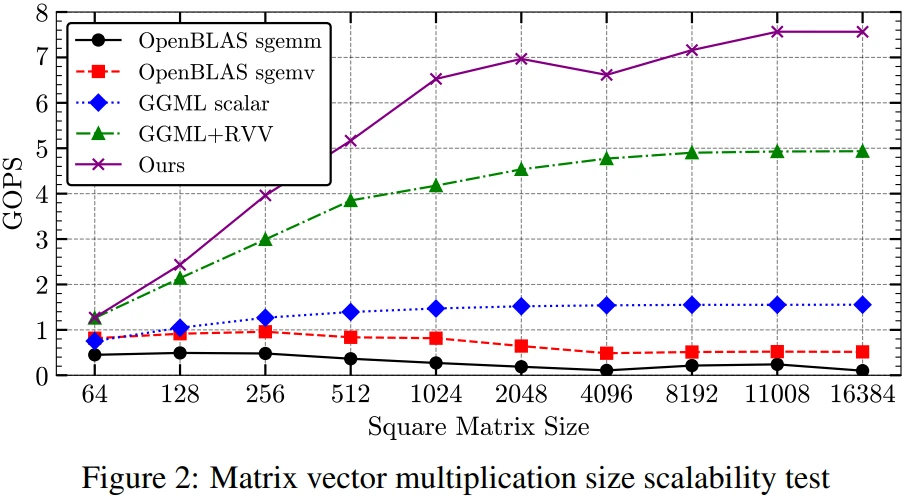 8
7
6
5
4
3
2
1
0
GOPS
OpenBLAS sgemm
OpenBLAS sgemv
GGML scalar
GGML+RVV
Ours
64 128 256 512 1024 2048 4096 8192 11008 16384
Square Matrix Size
Figure 2: Matrix vector multiplication size scalability test